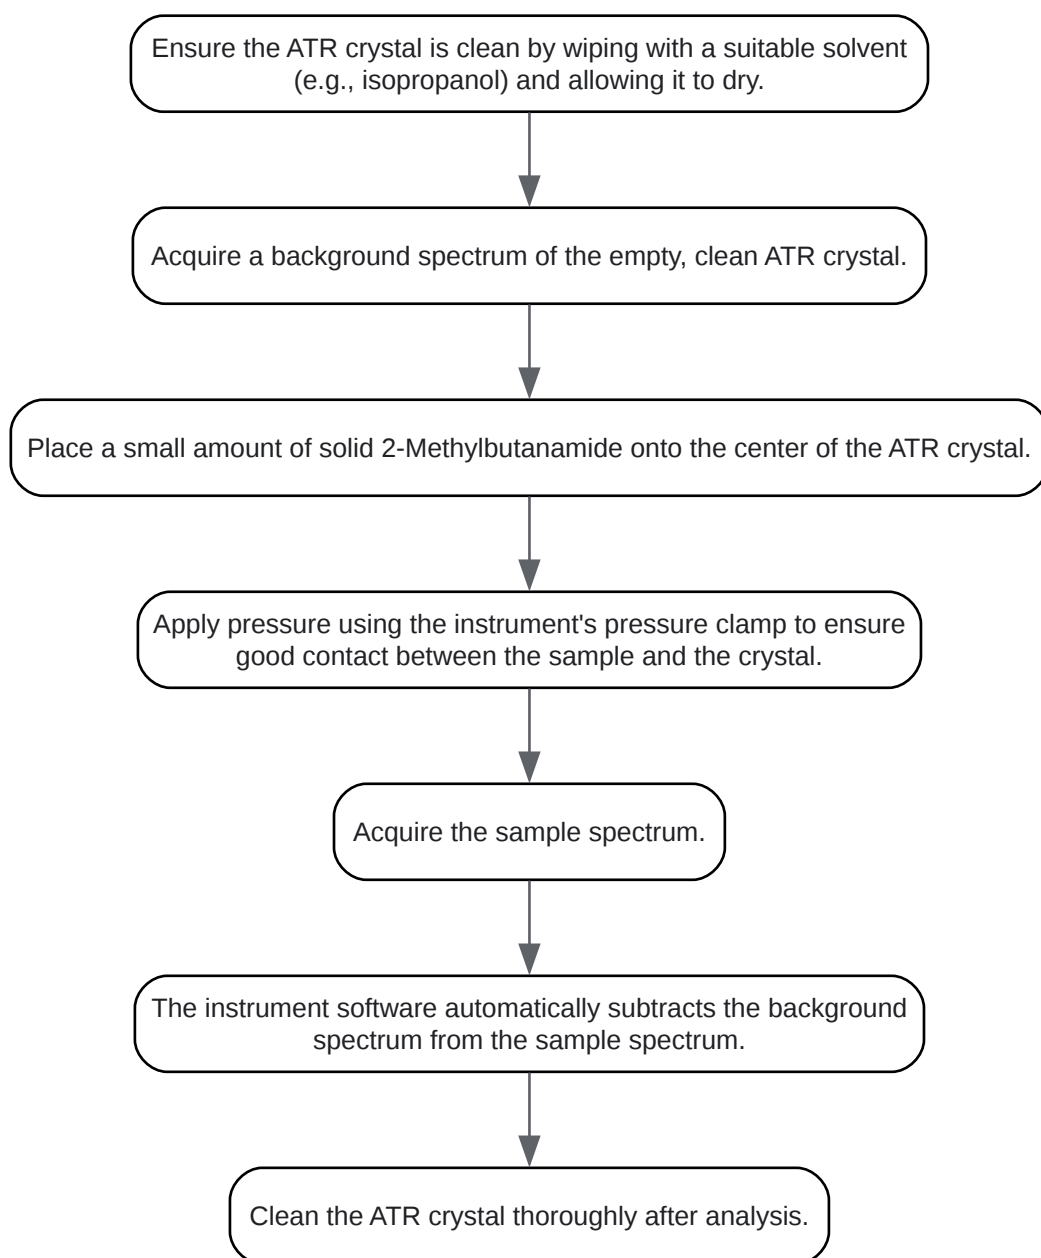 Ensure the ATR crystal is clean by wiping with a suitable solvent
(e.g., isopropanol) and allowing it to dry.
Acquire a background spectrum of the empty, clean ATR crystal.
Place a small amount of solid 2-Methylbutanamide onto the center of the ATR crystal.
Apply pressure using the instrument's pressure clamp to ensure
good contact between the sample and the crystal.
Acquire the sample spectrum.
The instrument software automatically subtracts the background
spectrum from the sample spectrum.
Clean the ATR crystal thoroughly after analysis.